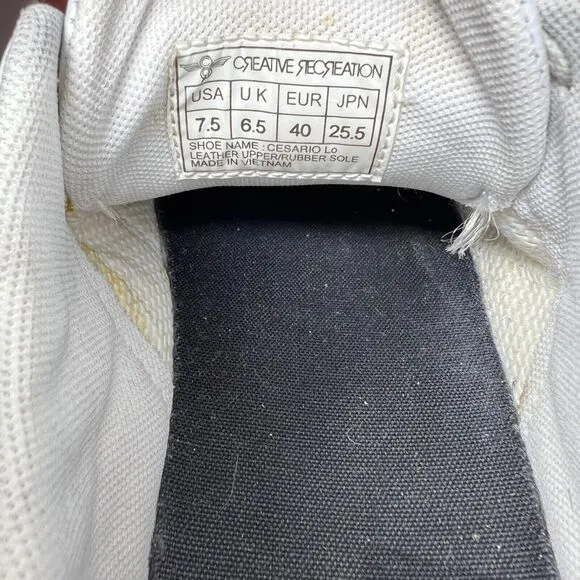 CREATIVE RECREATION
USA UK EUR JPN
7.5 6.5 40 25.5
SHOE NAME : CESARIO Lo
LEATHER UPPER/RUBBER SOLE
MADE IN VIETNAM